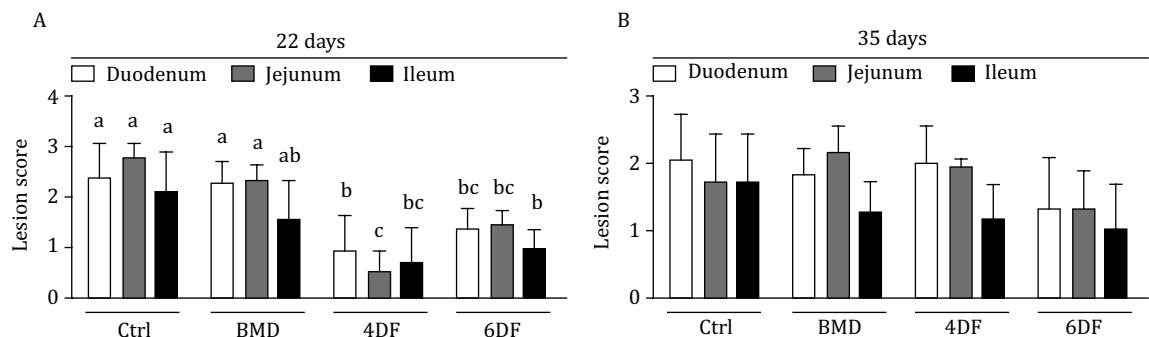 A
22 days
Duodenum Jejunum Ileum
Lesion score
4
3
2
1
0
a a a a a ab b c bc bc bc b
Ctrl BMD 4DF 6DF
B
35 days
Duodenum Jejunum Ileum
Lesion score
3
2
1
0
Ctrl BMD 4DF 6DF